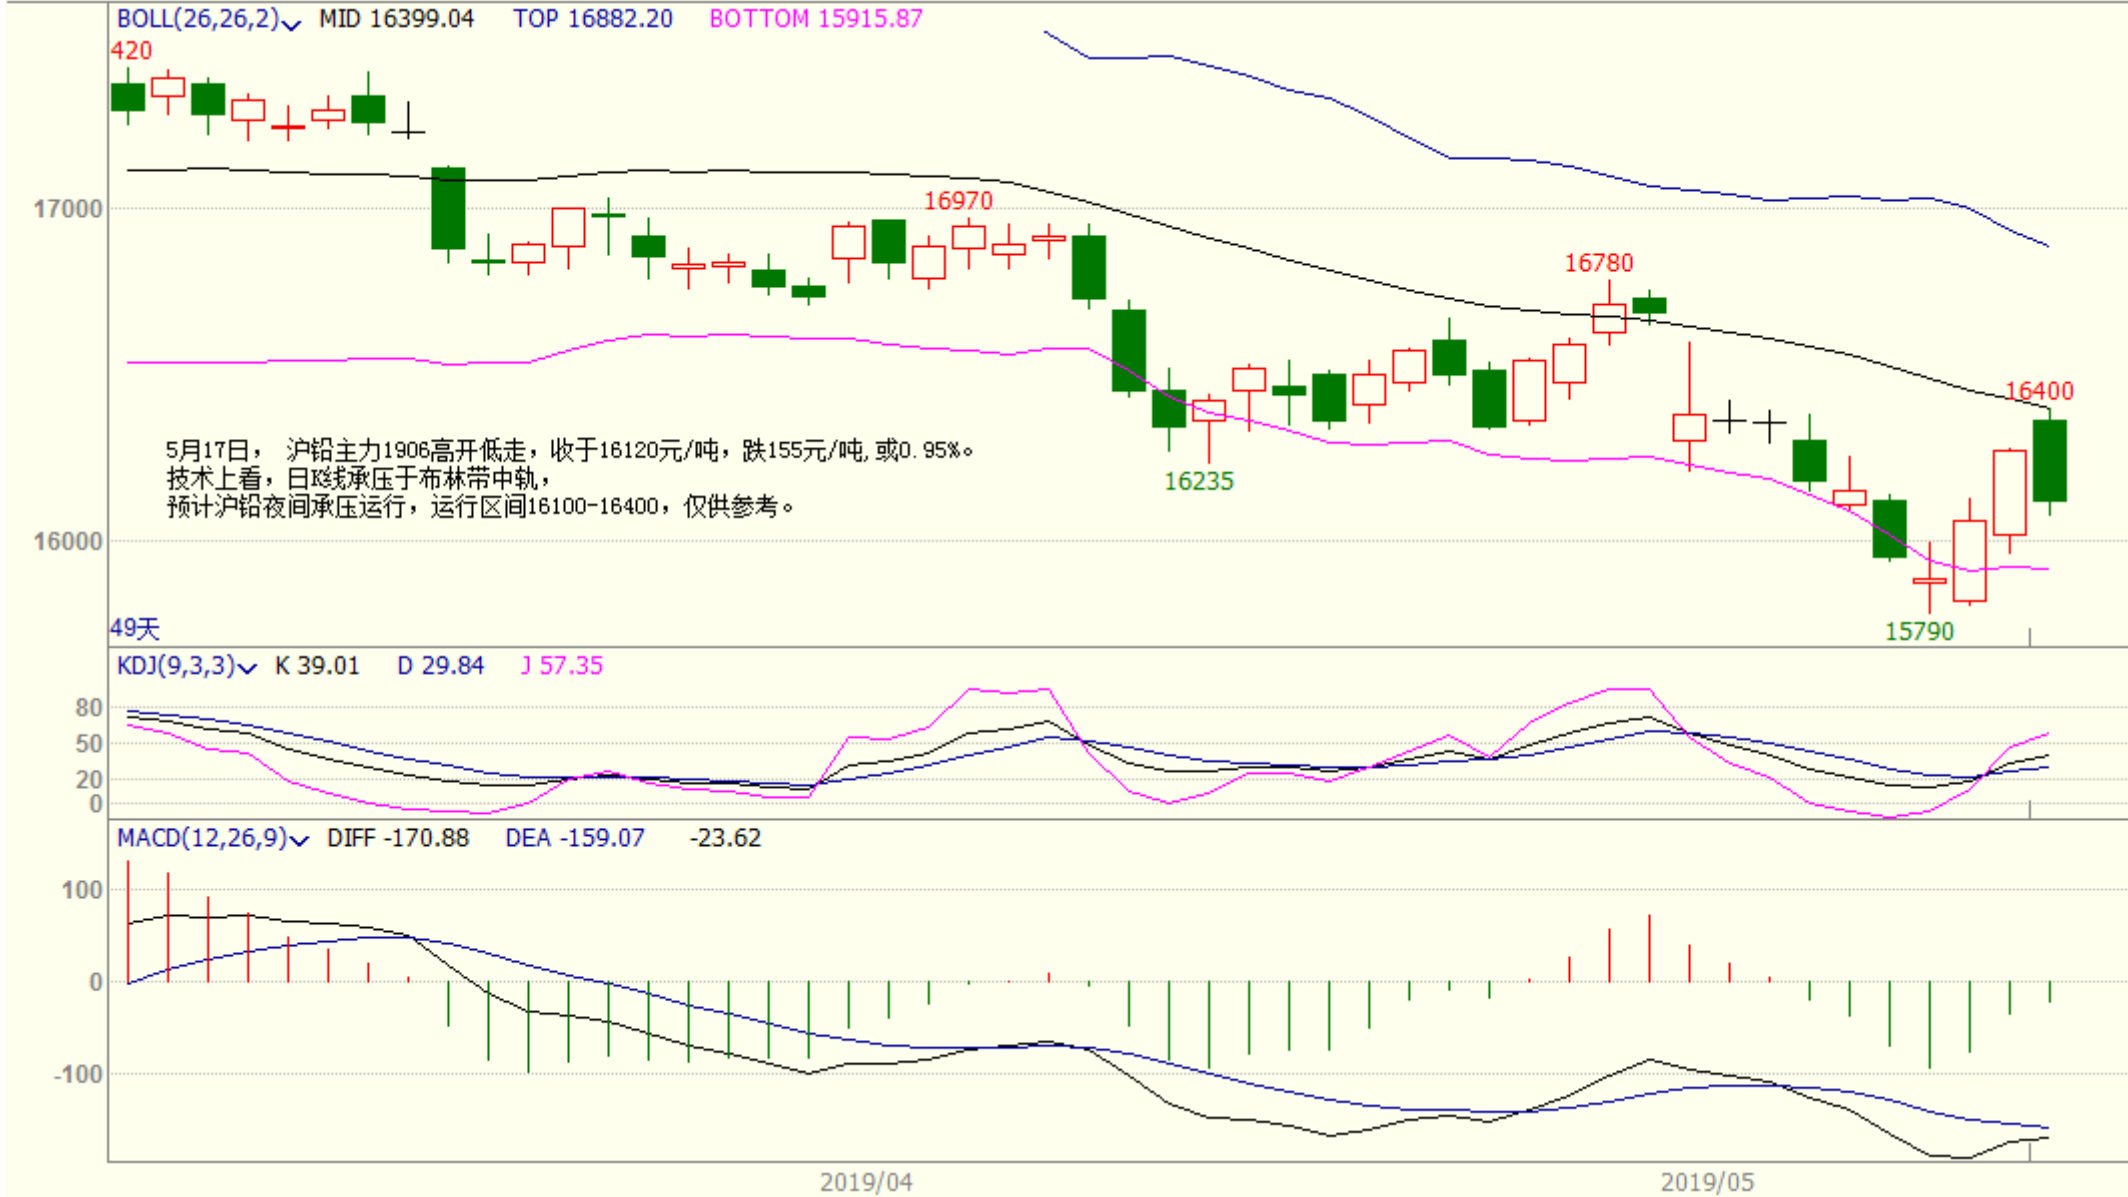 BOLL(26,26,2) MID 16399.04 TOP 16882.20 BOTTOM 15915.87
420
17000
16970
16780
16400
5月17日， 沪铅主力1906高开低走，收于16120元/吨，跌155元/吨,或0.95%。
技术上看，日K线承压于布林带中轨，
预计沪铅夜间承压运行，运行区间16100-16400，仅供参考。
16235
16000
15790
49天
KDJ(9,3,3) K 39.01 D 29.84 J 57.35
80
50
20
0
MACD(12,26,9) DIFF -170.88 DEA -159.07 -23.62
100
0
-100
2019/04 2019/05